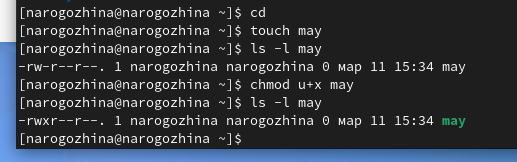 [narogozhina@narogozhina ~]$ cd
[narogozhina@narogozhina ~]$ touch may
[narogozhina@narogozhina ~]$ ls -l may
-rw-r--r--. 1 narogozhina narogozhina 0 мар 11 15:34 may
[narogozhina@narogozhina ~]$ chmod u+x may
[narogozhina@narogozhina ~]$ ls -l may
-rwxr--r--. 1 narogozhina narogozhina 0 мар 11 15:34 may
[narogozhina@narogozhina ~]$